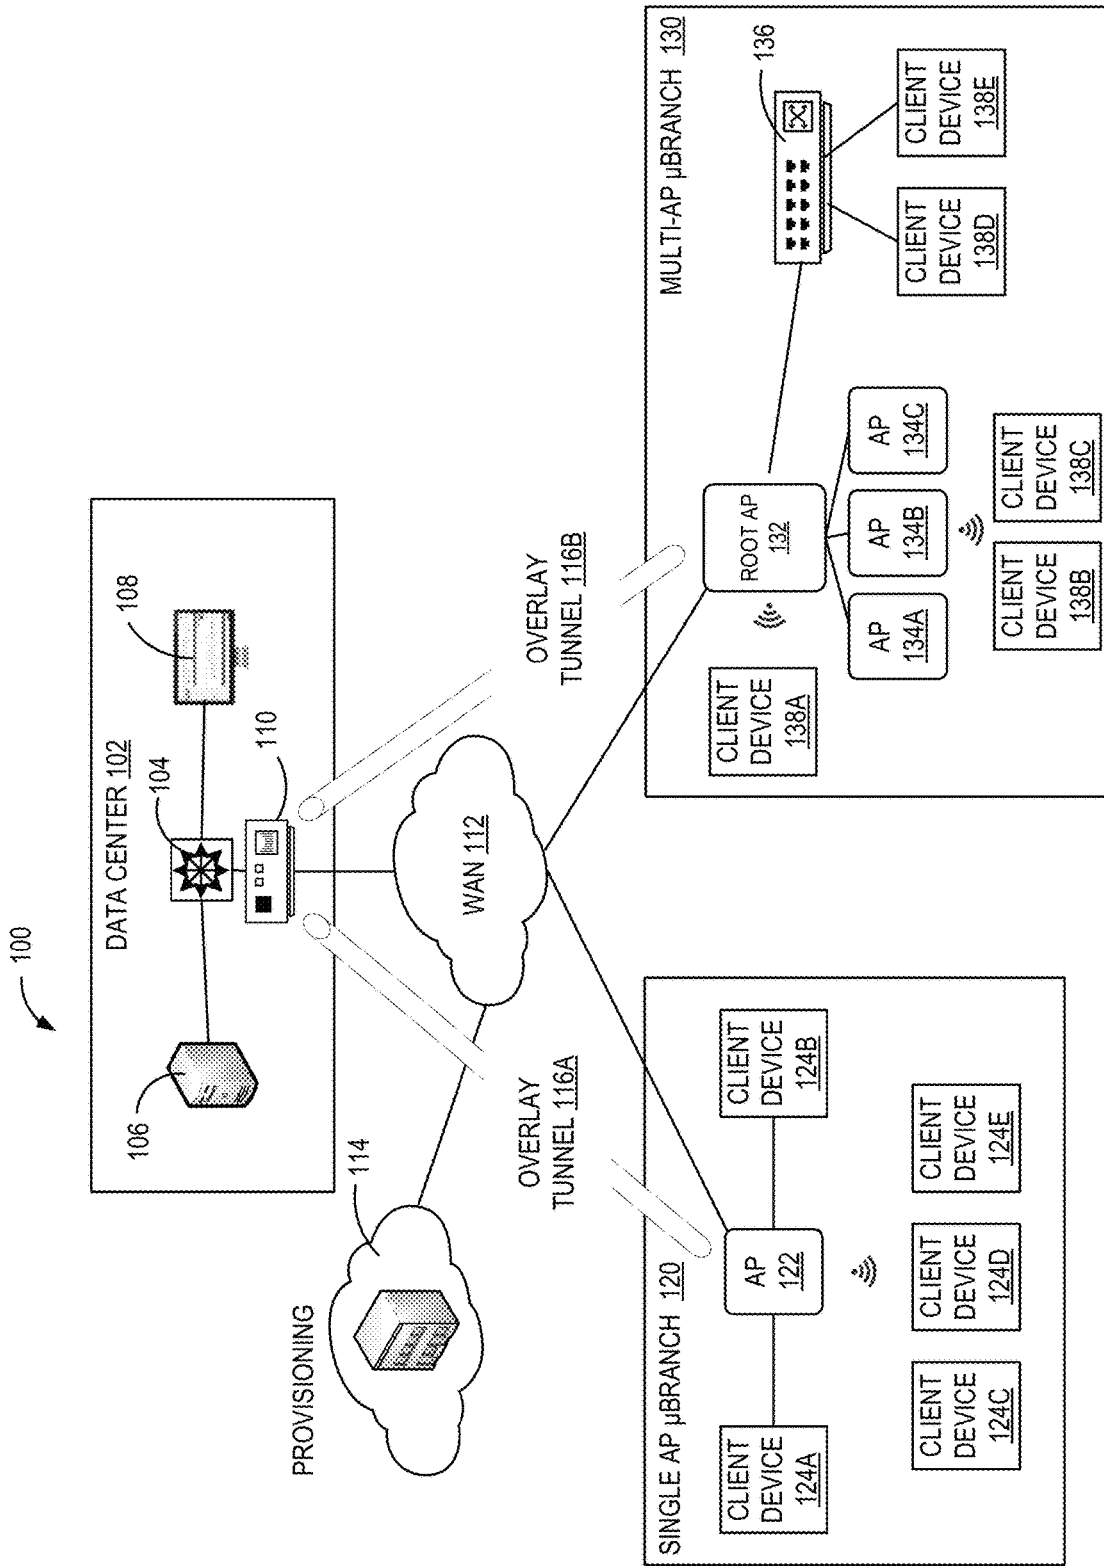 100
DATA CENTER 102
106
104
108
110
PROVISIONING
114
WAN 112
OVERLAY
TUNNEL 116A
OVERLAY
TUNNEL 116B
SINGLE AP µBRANCH 120
CLIENT
DEVICE
124A
AP
122
CLIENT
DEVICE
124B
CLIENT
DEVICE
124C
CLIENT
DEVICE
124D
CLIENT
DEVICE
124E
MULTI-AP µBRANCH 130
CLIENT
DEVICE
138A
ROOT AP
132
136
AP
134A
AP
134B
AP
134C
CLIENT
DEVICE
138B
CLIENT
DEVICE
138C
CLIENT
DEVICE
138D
CLIENT
DEVICE
138E